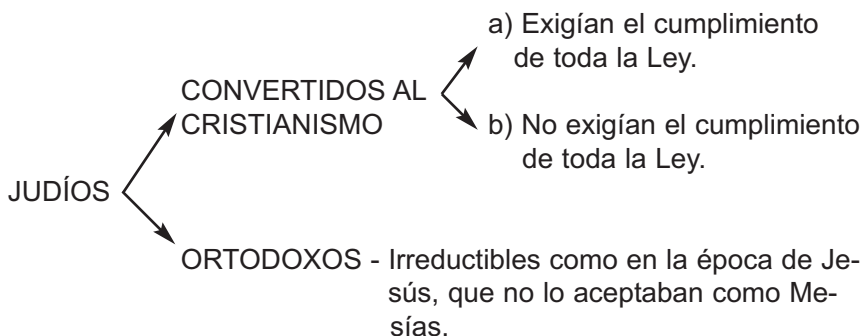 a) Exigían el cumplimiento
de toda la Ley.
CONVERTIDOS AL
CRISTIANISMO
b) No exigían el cumplimiento
de toda la Ley.
JUDÍOS
ORTODOXOS - Irreductibles como en la época de Je-
sús, que no lo aceptaban como Me-
sías.